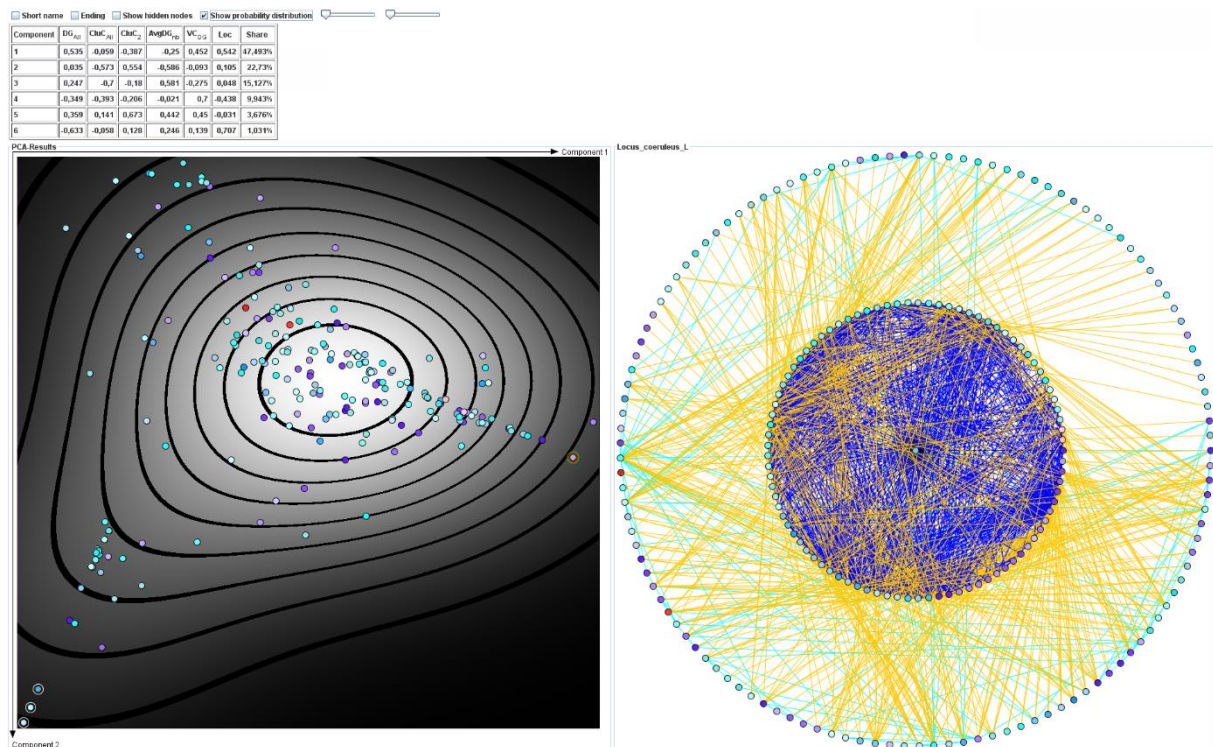 Short name Ending Show hidden nodes Show probability distribution
Component DG_All CluC_All CluC_2 AvgDG_nb VC_DG Loc Share
1 0,535 -0,059 -0,387 -0,25 0,452 0,542 47,493%
2 0,035 -0,573 0,554 -0,586 -0,093 0,105 22,73%
3 0,247 -0,7 -0,18 0,581 -0,275 0,048 15,127%
4 -0,349 -0,393 -0,206 -0,021 0,7 -0,438 9,943%
5 0,359 0,141 0,673 0,442 0,45 -0,031 3,676%
6 -0,633 -0,058 0,128 0,246 0,139 0,707 1,031%
PCA-Results
Component 1
Component 2
Locus_coeruleus_L